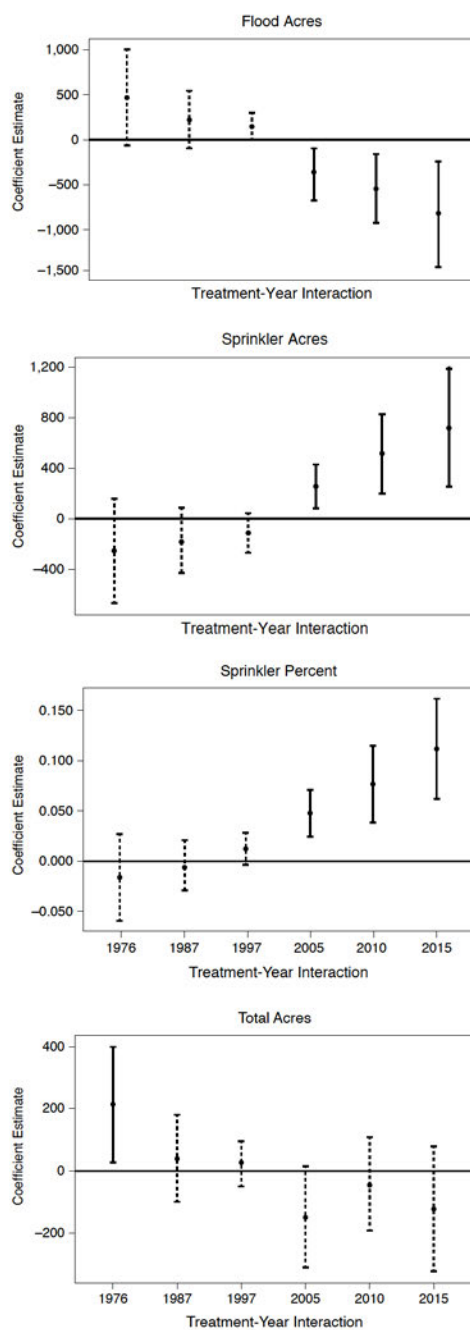 Flood Acres
1,000
500
0
−500
−1,000
−1,500
Coefficient Estimate
Treatment-Year Interaction
Sprinkler Acres
1,200
800
400
0
−400
Coefficient Estimate
Treatment-Year Interaction
Sprinkler Percent
0.150
0.100
0.050
0.000
−0.050
Coefficient Estimate
1976 1987 1997 2005 2010 2015
Treatment-Year Interaction
Total Acres
400
200
0
−200
Coefficient Estimate
1976 1987 1997 2005 2010 2015
Treatment-Year Interaction